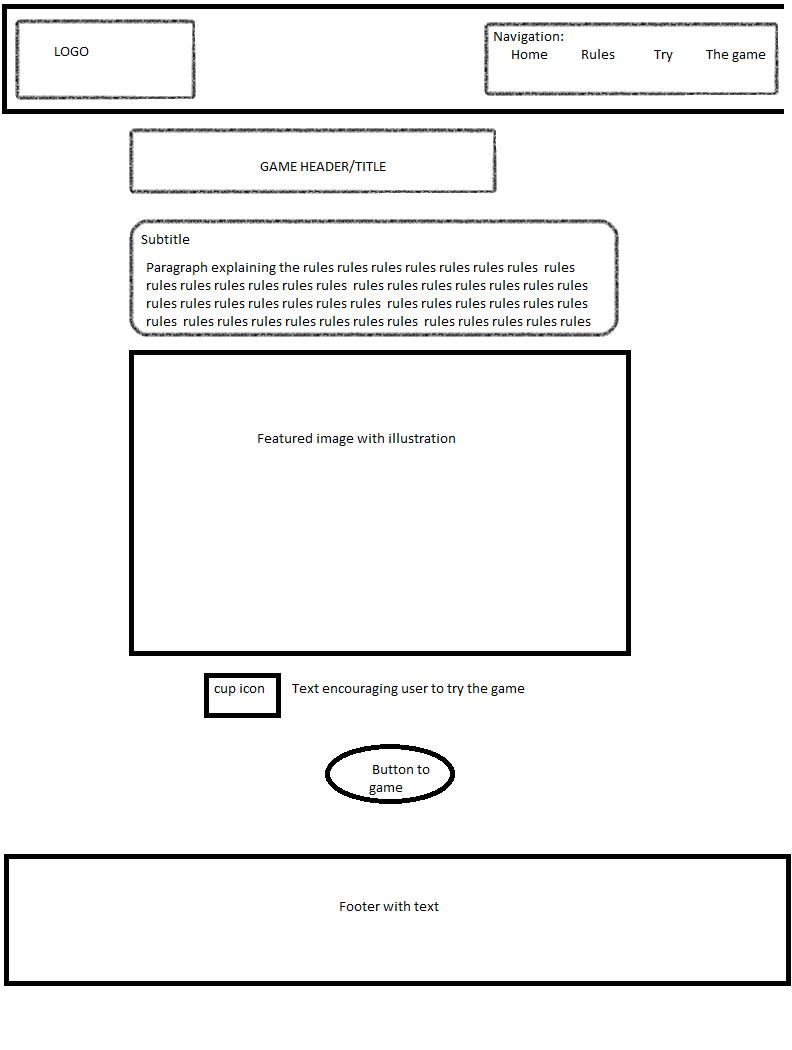 LOGO
Navigation:
Home Rules Try The game
GAME HEADER/TITLE
Subtitle
Paragraph explaining the rules rules rules rules rules rules rules rules
rules rules rules rules rules rules rules rules rules rules rules rules rules
rules rules rules rules rules rules rules rules rules rules rules rules rules
rules rules rules rules rules rules rules rules rules rules rules rules rules
Featured image with illustration
cup icon Text encouraging user to try the game
Button to
game
Footer with text